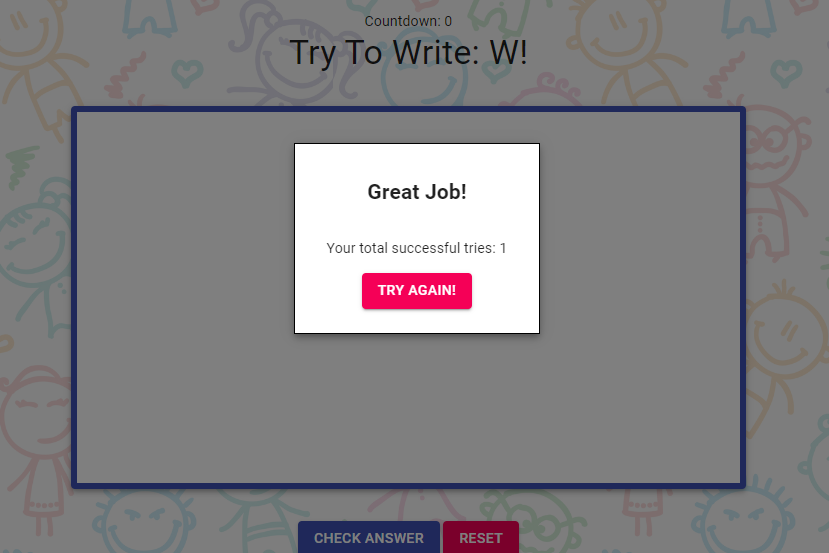 Countdown: 0
Try To Write: W!
Great Job!
Your total successful tries: 1
TRY AGAIN!
CHECK ANSWER
RESET